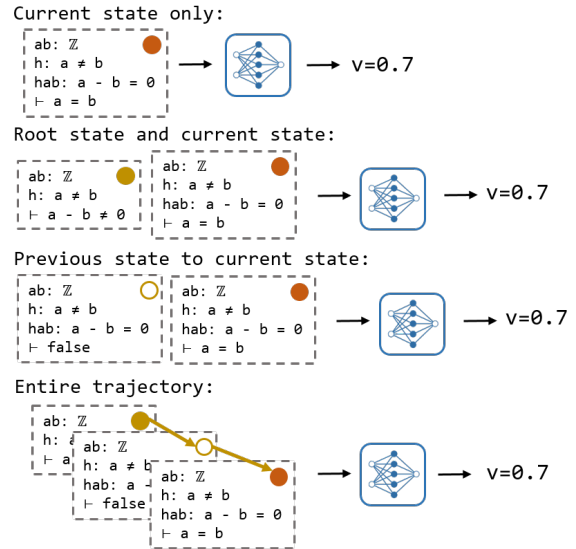 Current state only:
ab: ℤ
h: a ≠ b
hab: a - b = 0
⊢ a = b
v=0.7
Root state and current state:
ab: ℤ
h: a ≠ b
⊢ a - b ≠ 0
ab: ℤ
h: a ≠ b
hab: a - b = 0
⊢ a = b
v=0.7
Previous state to current state:
ab: ℤ
h: a ≠ b
hab: a - b = 0
⊢ false
ab: ℤ
h: a ≠ b
hab: a - b = 0
⊢ a = b
v=0.7
Entire trajectory:
ab: ℤ
h: a
⊢ a
ab: ℤ
h: a ≠ b
hab: a -
⊢ false
ab: ℤ
h: a ≠ b
hab: a - b = 0
⊢ a = b
v=0.7